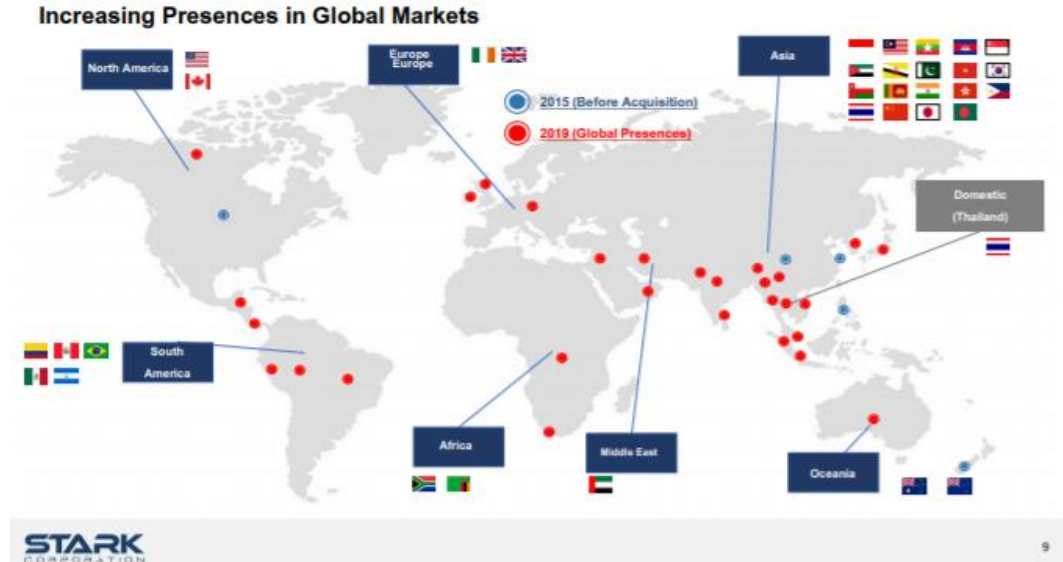 Increasing Presences in Global Markets
North America
Europe
Europe
Asia
2015 (Before Acquisition)
2019 (Global Presences)
Domestic
(Thailand)
South
America
Africa
Middle East
Oceania
STARK
CORPORATION
9